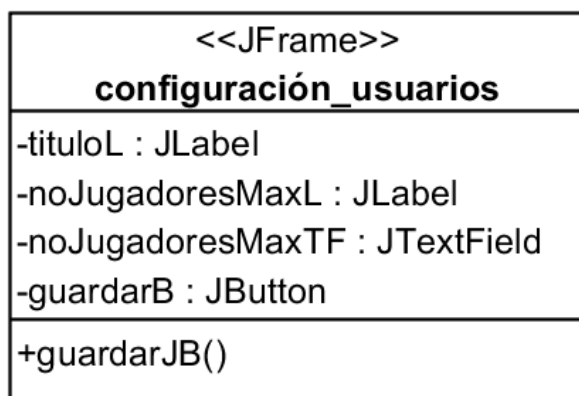 <<JFrame>>
configuración_usuarios
-tituloL : JLabel
-noJugadoresMaxL : JLabel
-noJugadoresMaxTF : JTextField
-guardarB : JButton
+guardarJB()